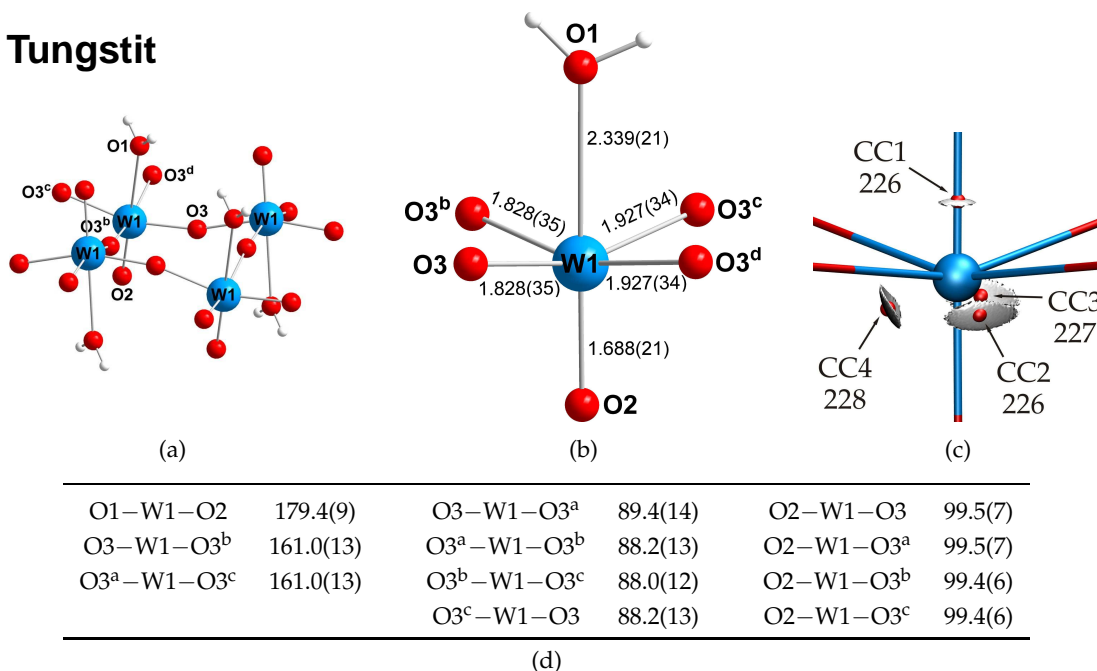 Tungstit
O1
O3ᵈ
O3ᶜ
W1
O3ᵇ
O3
W1
W1
O2
W1
(a)
O1
2.339(21)
O3ᵇ
1.828(35)
1.927(34)
O3ᶜ
O3
W1
O3ᵈ
1.828(35)
1.927(34)
1.688(21)
O2
(b)
CC1
226
CC3
227
CC4
228
CC2
226
(c)
O1−W1−O2 179.4(9) O3−W1−O3ᵃ 89.4(14) O2−W1−O3 99.5(7)
O3−W1−O3ᵇ 161.0(13) O3ᵃ−W1−O3ᵇ 88.2(13) O2−W1−O3ᵃ 99.5(7)
O3ᵃ−W1−O3ᶜ 161.0(13) O3ᵇ−W1−O3ᶜ 88.0(12) O2−W1−O3ᵇ 99.4(6)
O3ᶜ−W1−O3 88.2(13) O2−W1−O3ᶜ 99.4(6)
(d)